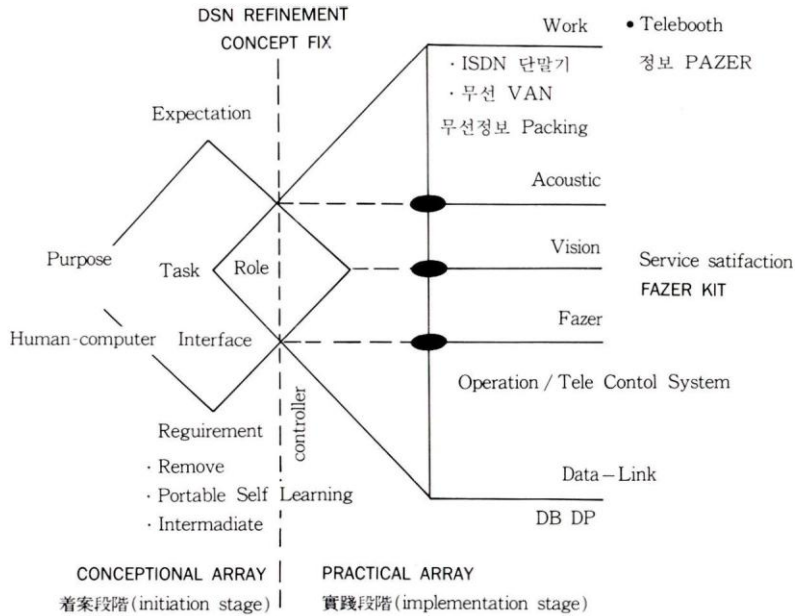 DSN REFINEMENT
CONCEPT FIX
Work
• Telebooth
· ISDN 단말기
정보 PAZER
· 무선 VAN
무선정보 Packing
Expectation
Acoustic
Purpose
Task
Role
Vision
Service satifaction
FAZER KIT
Human-computer Interface
Fazer
Operation / Tele Contol System
controller
Reguirement
· Remove
· Portable Self Learning
· Intermadiate
Data-Link
DB DP
CONCEPTIONAL ARRAY
PRACTICAL ARRAY
着案段階(initiation stage)
實踐段階(implementation stage)